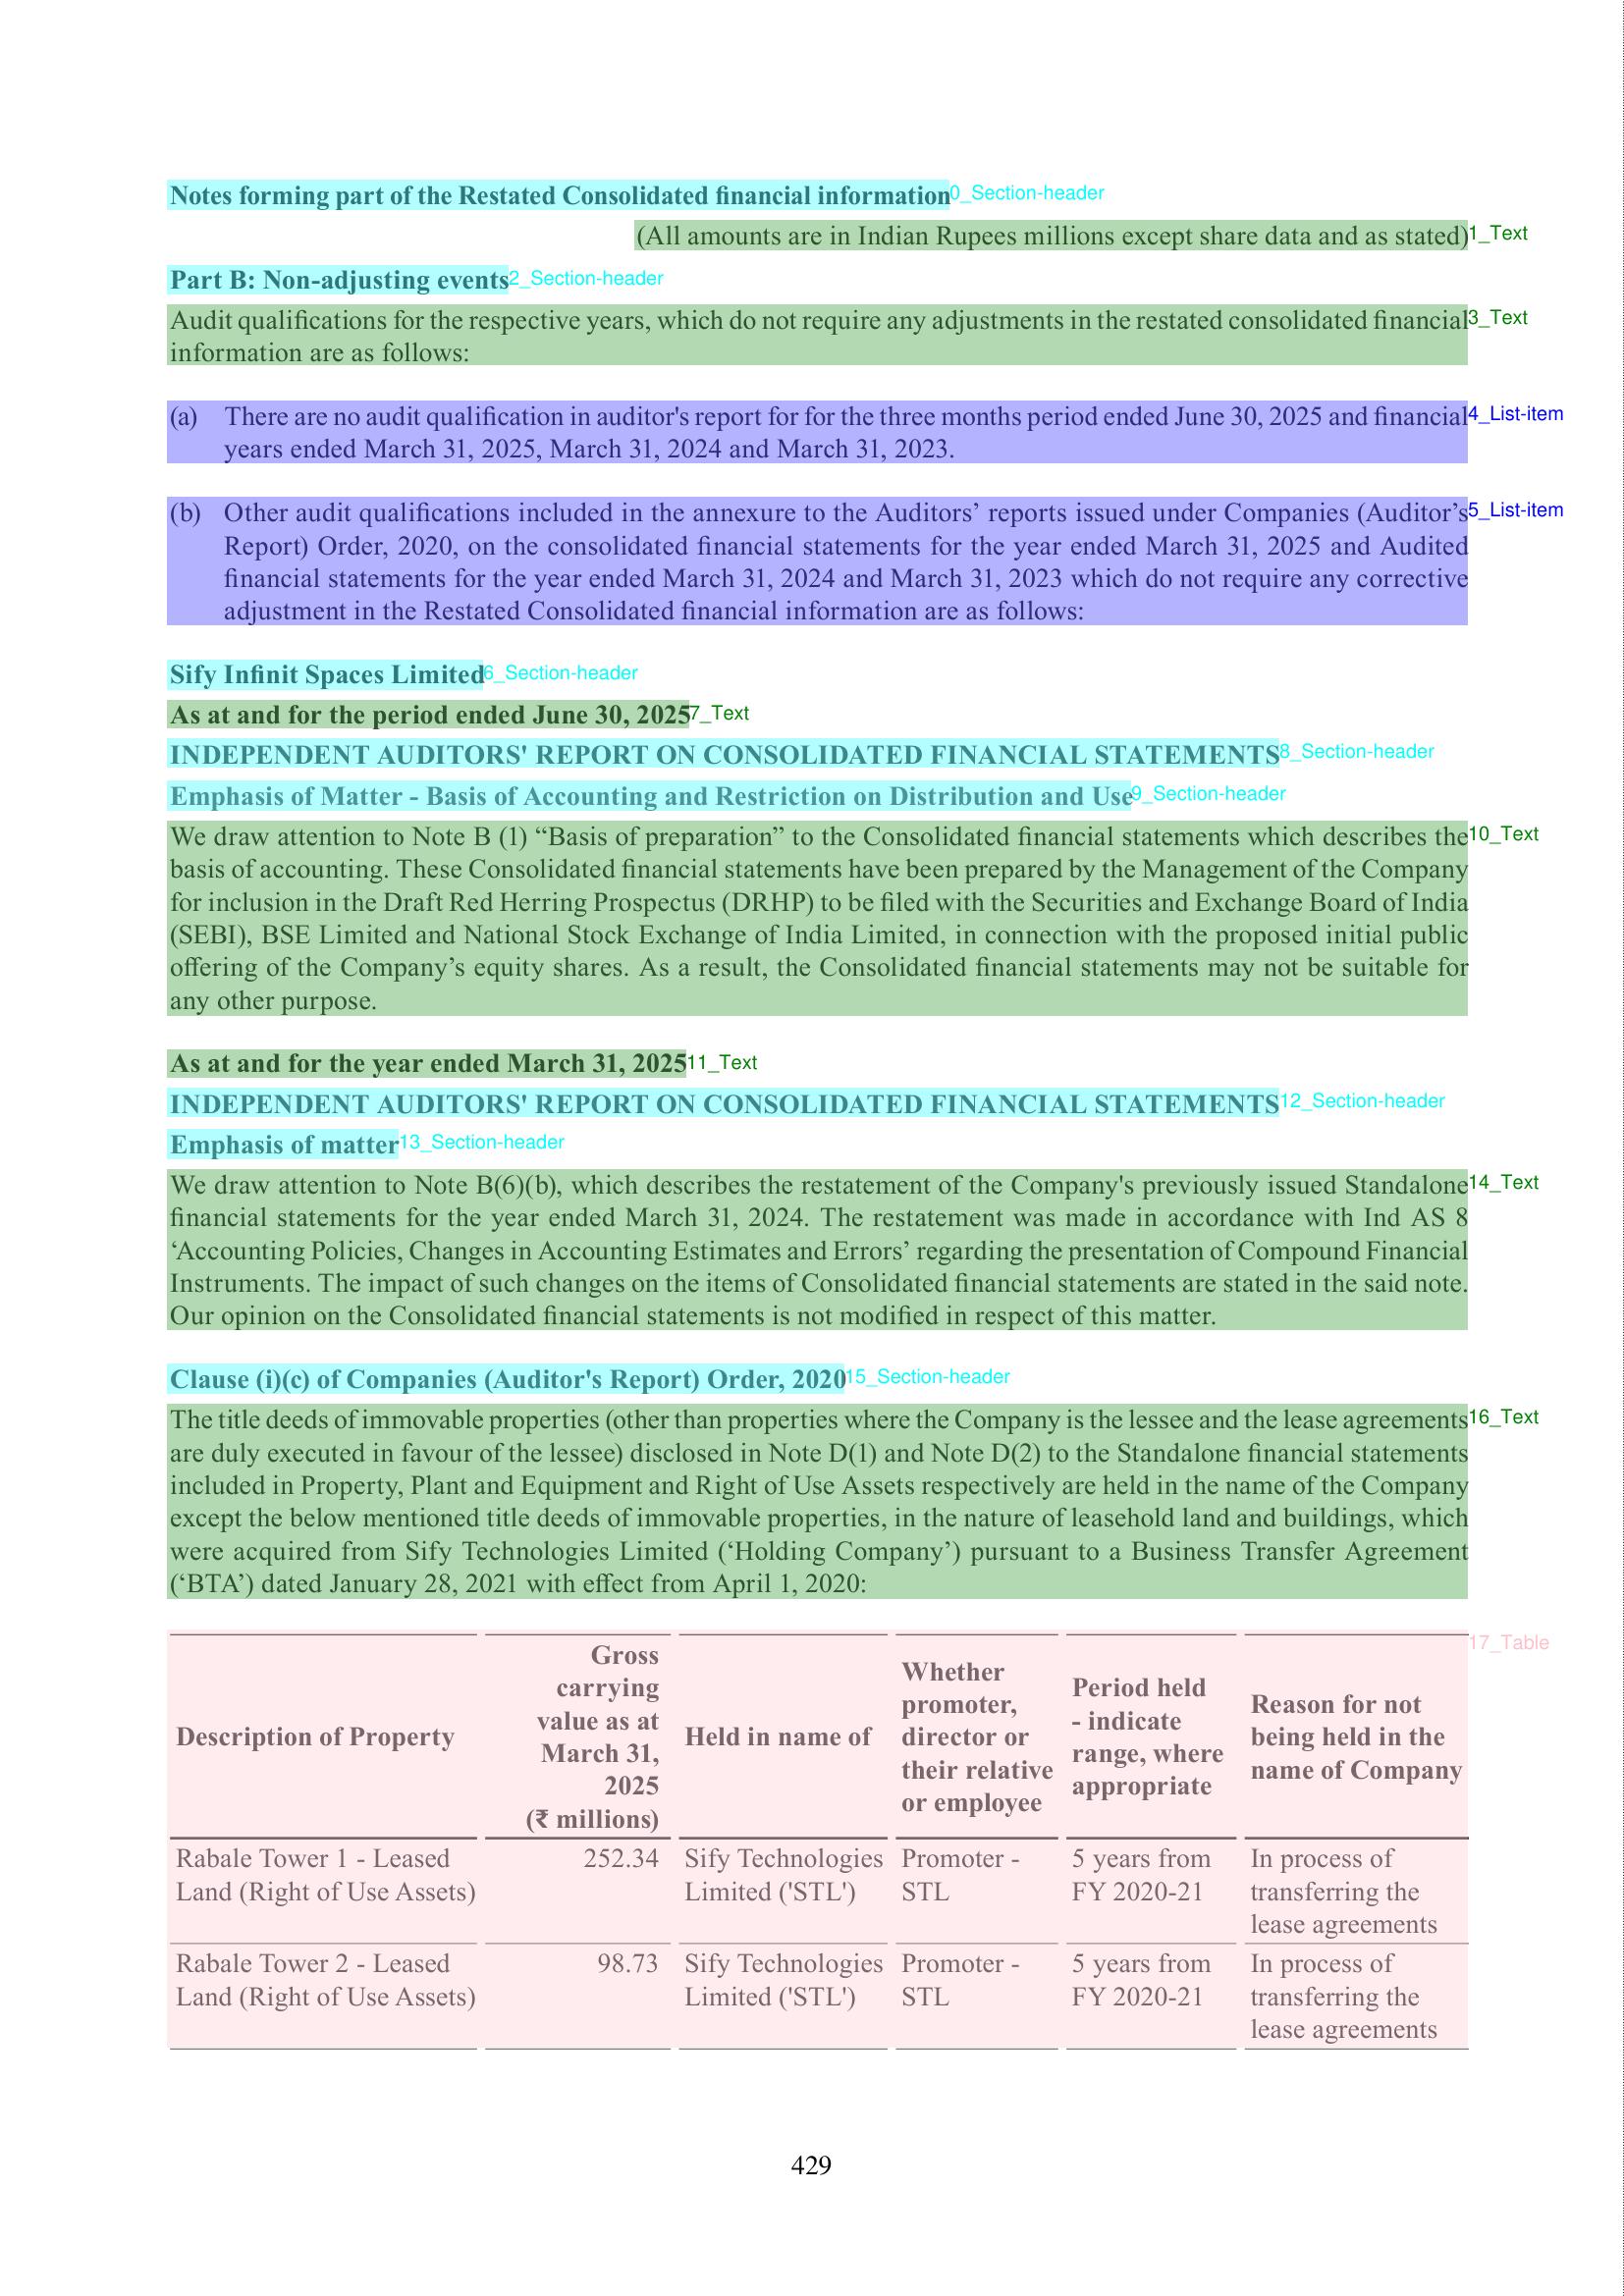 Notes forming part of the Restated Consolidated financial information 0_Section-header
(All amounts are in Indian Rupees millions except share data and as stated) 1_Text
Part B: Non-adjusting events 2_Section-header
Audit qualifications for the respective years, which do not require any adjustments in the restated consolidated financial 3_Text
information are as follows:
(a) There are no audit qualification in auditor's report for for the three months period ended June 30, 2025 and financial 4_List-item
years ended March 31, 2025, March 31, 2024 and March 31, 2023.
(b) Other audit qualifications included in the annexure to the Auditors’ reports issued under Companies (Auditor’s 5_List-item
Report) Order, 2020, on the consolidated financial statements for the year ended March 31, 2025 and Audited
financial statements for the year ended March 31, 2024 and March 31, 2023 which do not require any corrective
adjustment in the Restated Consolidated financial information are as follows:
Sify Infinit Spaces Limited 6_Section-header
As at and for the period ended June 30, 2025 7_Text
INDEPENDENT AUDITORS' REPORT ON CONSOLIDATED FINANCIAL STATEMENTS 8_Section-header
Emphasis of Matter - Basis of Accounting and Restriction on Distribution and Use 9_Section-header
We draw attention to Note B (1) “Basis of preparation” to the Consolidated financial statements which describes the 10_Text
basis of accounting. These Consolidated financial statements have been prepared by the Management of the Company
for inclusion in the Draft Red Herring Prospectus (DRHP) to be filed with the Securities and Exchange Board of India
(SEBI), BSE Limited and National Stock Exchange of India Limited, in connection with the proposed initial public
offering of the Company’s equity shares. As a result, the Consolidated financial statements may not be suitable for
any other purpose.
As at and for the year ended March 31, 2025 11_Text
INDEPENDENT AUDITORS' REPORT ON CONSOLIDATED FINANCIAL STATEMENTS 12_Section-header
Emphasis of matter 13_Section-header
We draw attention to Note B(6)(b), which describes the restatement of the Company's previously issued Standalone 14_Text
financial statements for the year ended March 31, 2024. The restatement was made in accordance with Ind AS 8
‘Accounting Policies, Changes in Accounting Estimates and Errors’ regarding the presentation of Compound Financial
Instruments. The impact of such changes on the items of Consolidated financial statements are stated in the said note.
Our opinion on the Consolidated financial statements is not modified in respect of this matter.
Clause (i)(c) of Companies (Auditor's Report) Order, 2020 15_Section-header
The title deeds of immovable properties (other than properties where the Company is the lessee and the lease agreements 16_Text
are duly executed in favour of the lessee) disclosed in Note D(1) and Note D(2) to the Standalone financial statements
included in Property, Plant and Equipment and Right of Use Assets respectively are held in the name of the Company
except the below mentioned title deeds of immovable properties, in the nature of leasehold land and buildings, which
were acquired from Sify Technologies Limited (‘Holding Company’) pursuant to a Business Transfer Agreement
(‘BTA’) dated January 28, 2021 with effect from April 1, 2020:
17_Table
Description of Property
Gross
carrying
value as at
March 31,
2025
(₹ millions)
Held in name of
Whether
promoter,
director or
their relative
or employee
Period held
- indicate
range, where
appropriate
Reason for not
being held in the
name of Company
Rabale Tower 1 - Leased 252.34 Sify Technologies Promoter - 5 years from In process of
Land (Right of Use Assets) Limited ('STL') STL FY 2020-21 transferring the
lease agreements
Rabale Tower 2 - Leased 98.73 Sify Technologies Promoter - 5 years from In process of
Land (Right of Use Assets) Limited ('STL') STL FY 2020-21 transferring the
lease agreements
429